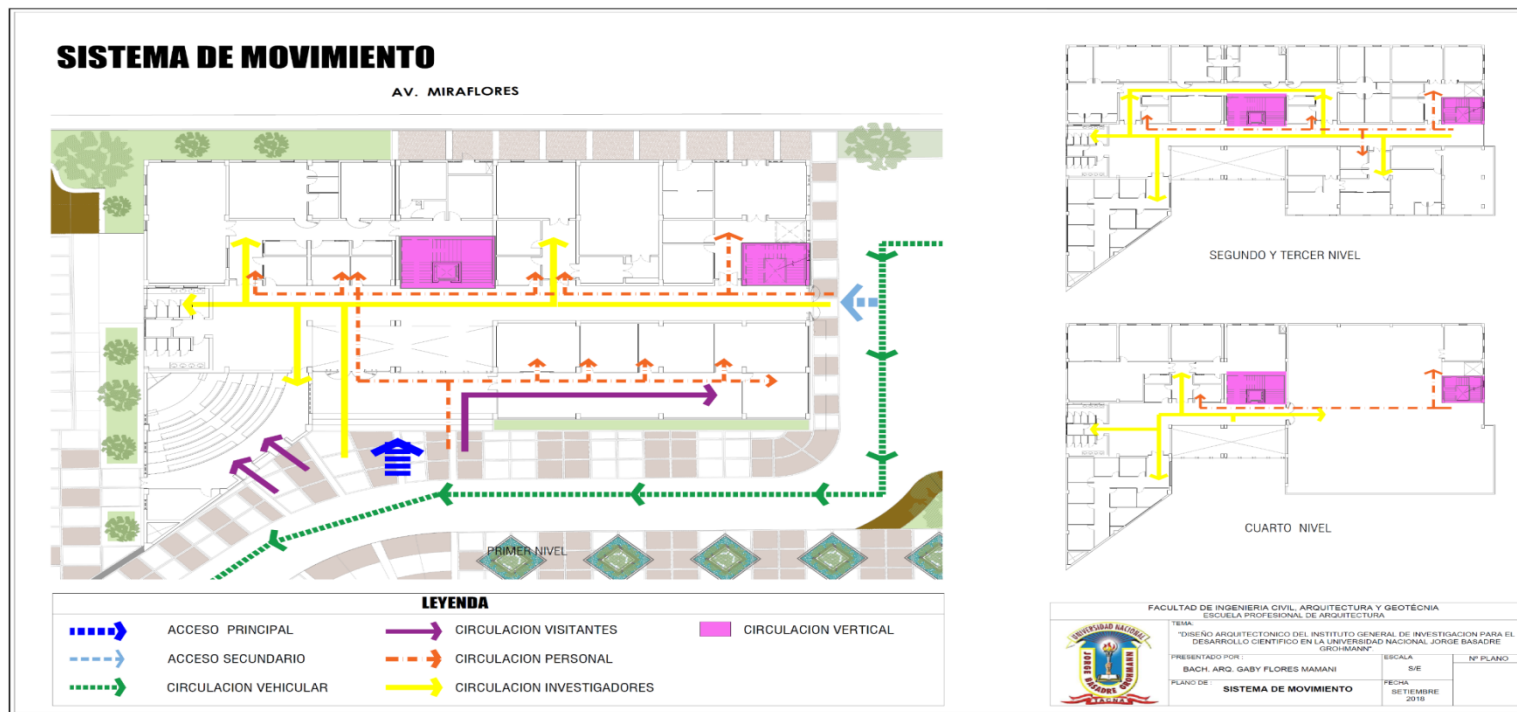 SISTEMA DE MOVIMIENTO
AV. MIRAFLORES
PRIMER NIVEL
SEGUNDO Y TERCER NIVEL
CUARTO NIVEL
LEYENDA
ACCESO PRINCIPAL
ACCESO SECUNDARIO
CIRCULACION VEHICULAR
CIRCULACION VISITANTES
CIRCULACION PERSONAL
CIRCULACION INVESTIGADORES
CIRCULACION VERTICAL
FACULTAD DE INGENIERIA CIVIL, ARQUITECTURA Y GEOTÉCNIA
ESCUELA PROFESIONAL DE ARQUITECTURA
UNIVERSIDAD NACIONAL
JORGE BASADRE GROHMANN
TACNA
TEMA:
"DISEÑO ARQUITECTONICO DEL INSTITUTO GENERAL DE INVESTIGACION PARA EL
DESARROLLO CIENTIFICO EN LA UNIVERSIDAD NACIONAL JORGE BASADRE
GROHMANN".
PRESENTADO POR :
BACH. ARQ. GABY FLORES MAMANI
ESCALA
S/E
Nº PLANO
PLANO DE :
SISTEMA DE MOVIMIENTO
FECHA
SETIEMBRE
2016